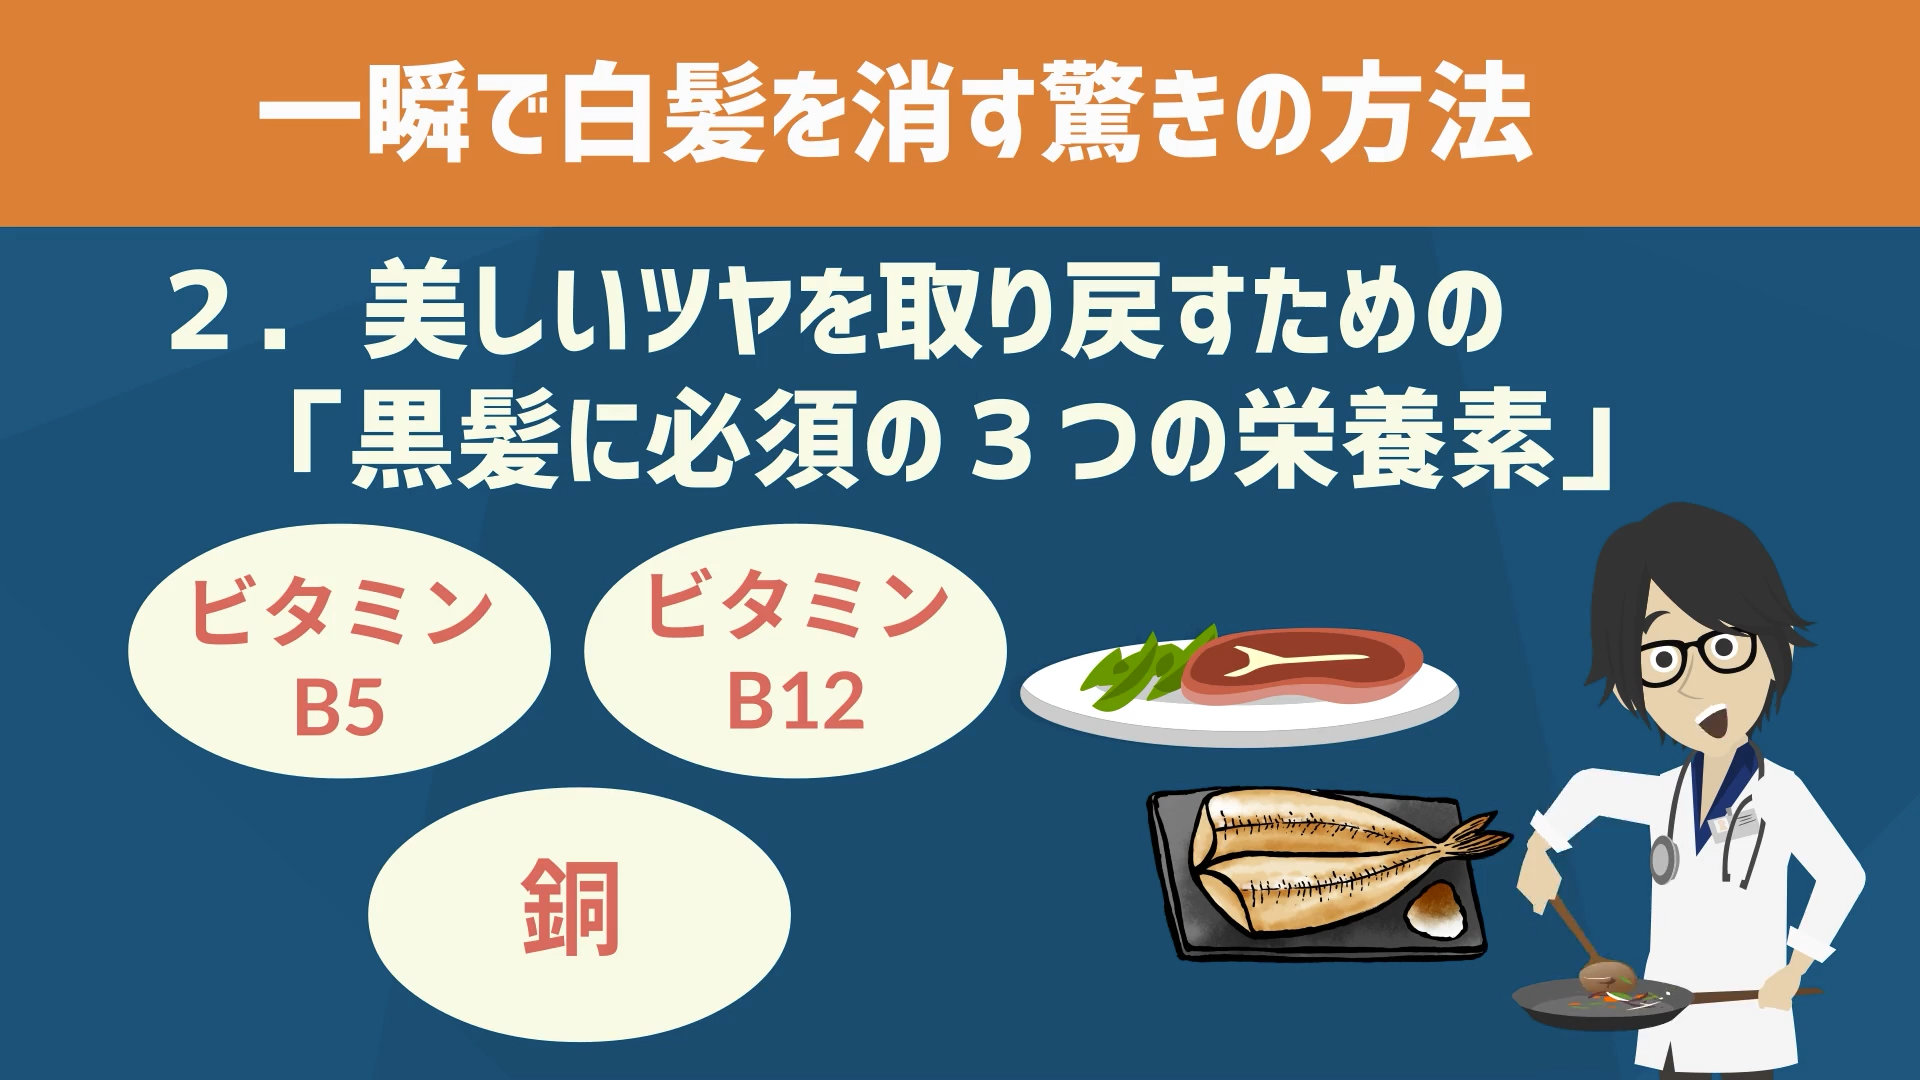 一瞬で白髪を消す驚きの方法
２．美しいツヤを取り戻すための
「黒髪に必須の３つの栄養素」
ビタミン
B5
ビタミン
B12
銅